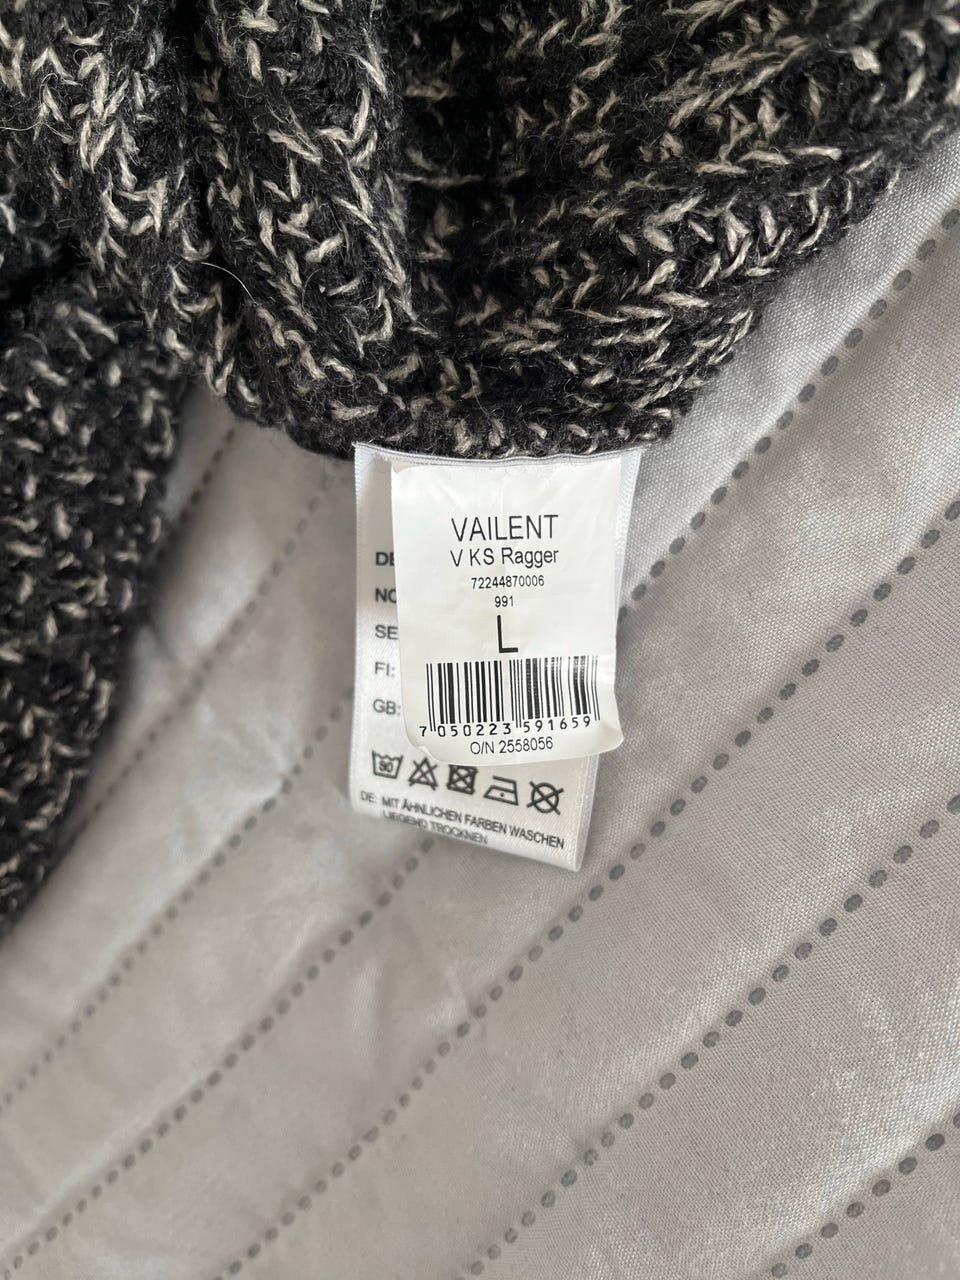 VAILENT
V KS Ragger
72244870006
991
L
7 050223 591659
O/N 2558056
DE
NO
SE
FI:
GB:
30
DE: MIT ÄHNLICHEN FARBEN WASCHEN
LIEGEND TROCKNEN